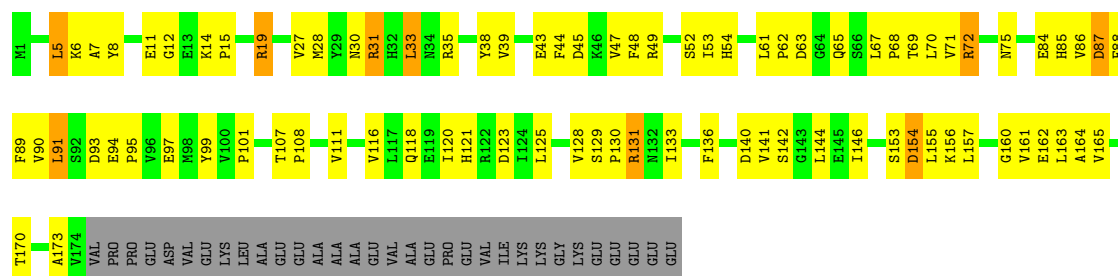 M1 L5 K6 A7 Y8 E11 G12 E13 K14 P15 R19 V27 M28 Y29 N30 R31 H32 L33 N34 R35 Y38 V39 E43 F44 D45 K46 V47 F48 R49 S52 I53 H54 L61 P62 D63 G64 Q65 S66 L67 P68 T69 L70 V71 R72 N75 E84 H85 V86 D87
F89 V90 L91 S92 D93 E94 P95 V96 E97 M98 Y99 V100 P101 T107 P108 V111 V116 L117 Q118 E119 I120 H121 R122 D123 I124 L125 V128 S129 P130 R131 N132 I133 F136 D140 V141 S142 G143 L144 E145 I146 S153 D154 L155 K156 L157 G160 V161 E162 L163 A164 V165
T170 A173 V174 VAL PRO PRO GLU ASP VAL GLU LYS LEU ALA GLU GLU ALA ALA ALA GLU VAL ALA GLU PRO GLU VAL ILE LYS LYS GLY LYS GLU GLU GLU GLU GLU